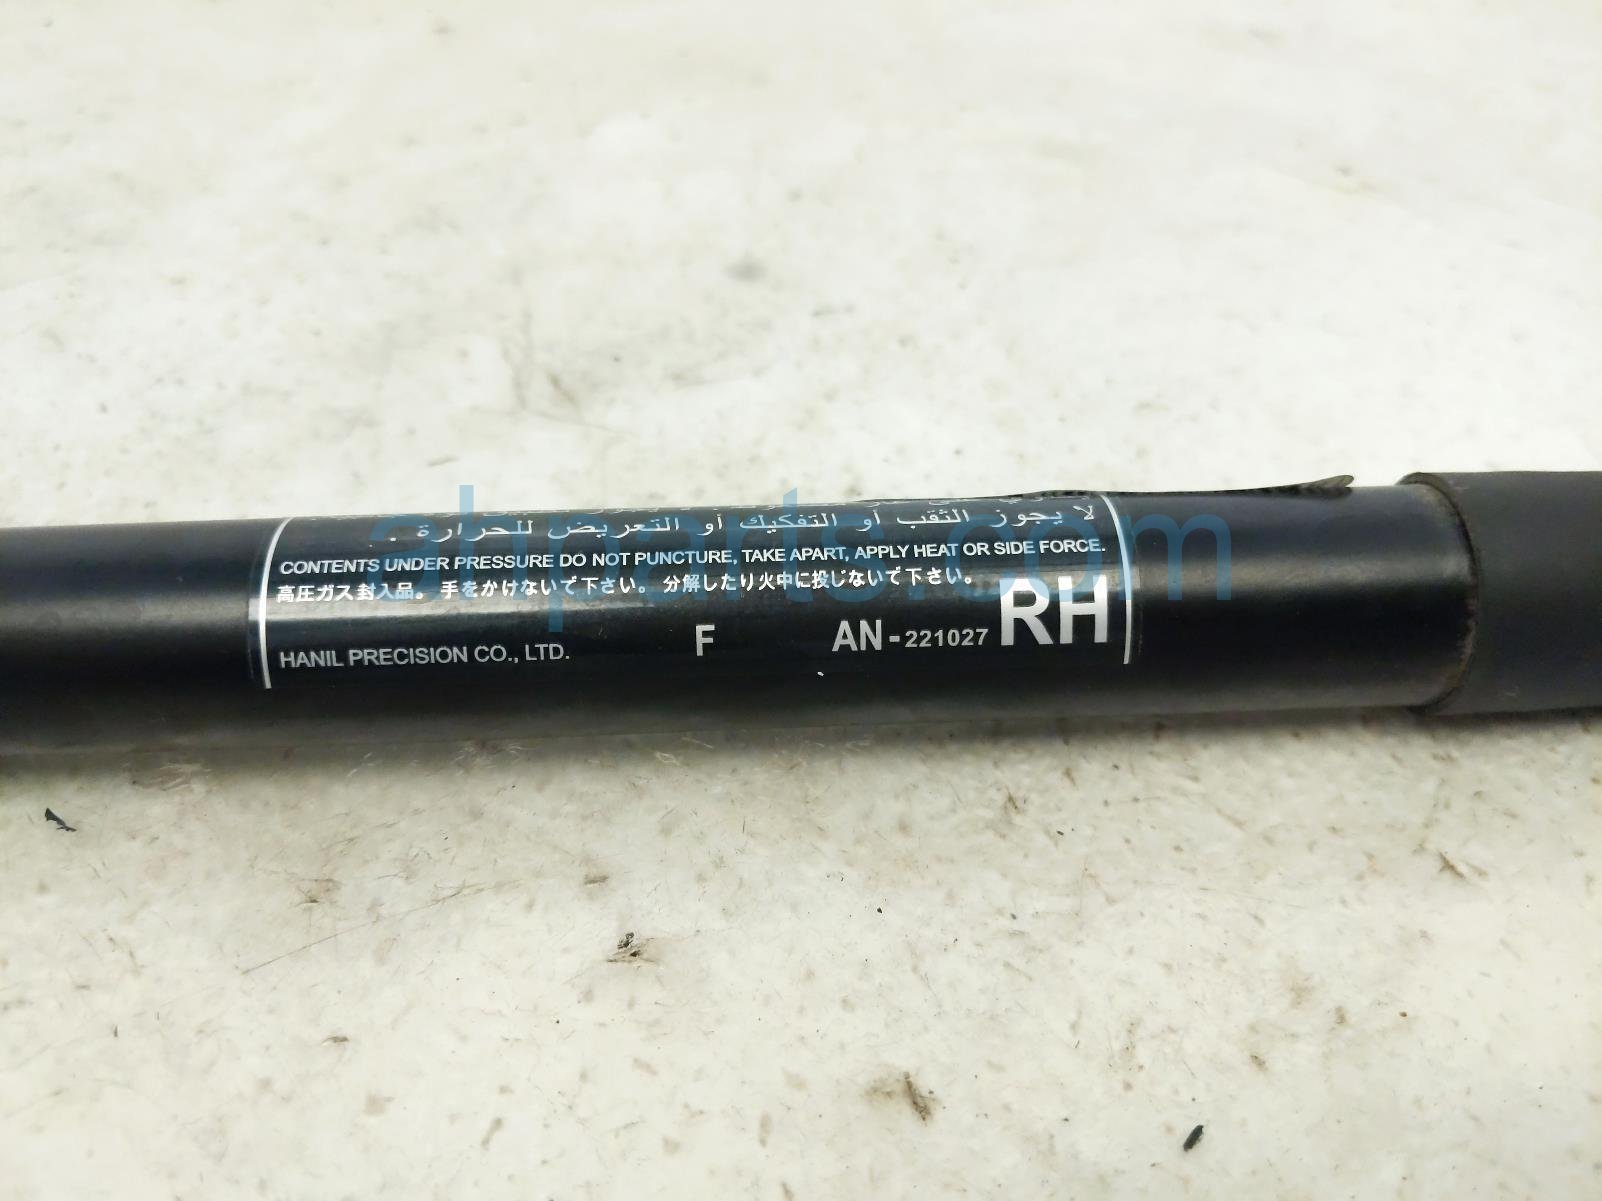 لا يجوز الثقب أو التفكيك أو التعريض للحرارة .
CONTENTS UNDER PRESSURE DO NOT PUNCTURE, TAKE APART, APPLY HEAT OR SIDE FORCE.
高圧ガス封入品。手をかけないで下さい。分解したり火中に投じないで下さい。
HANIL PRECISION CO., LTD. F AN-221027 RH
ahparts.com